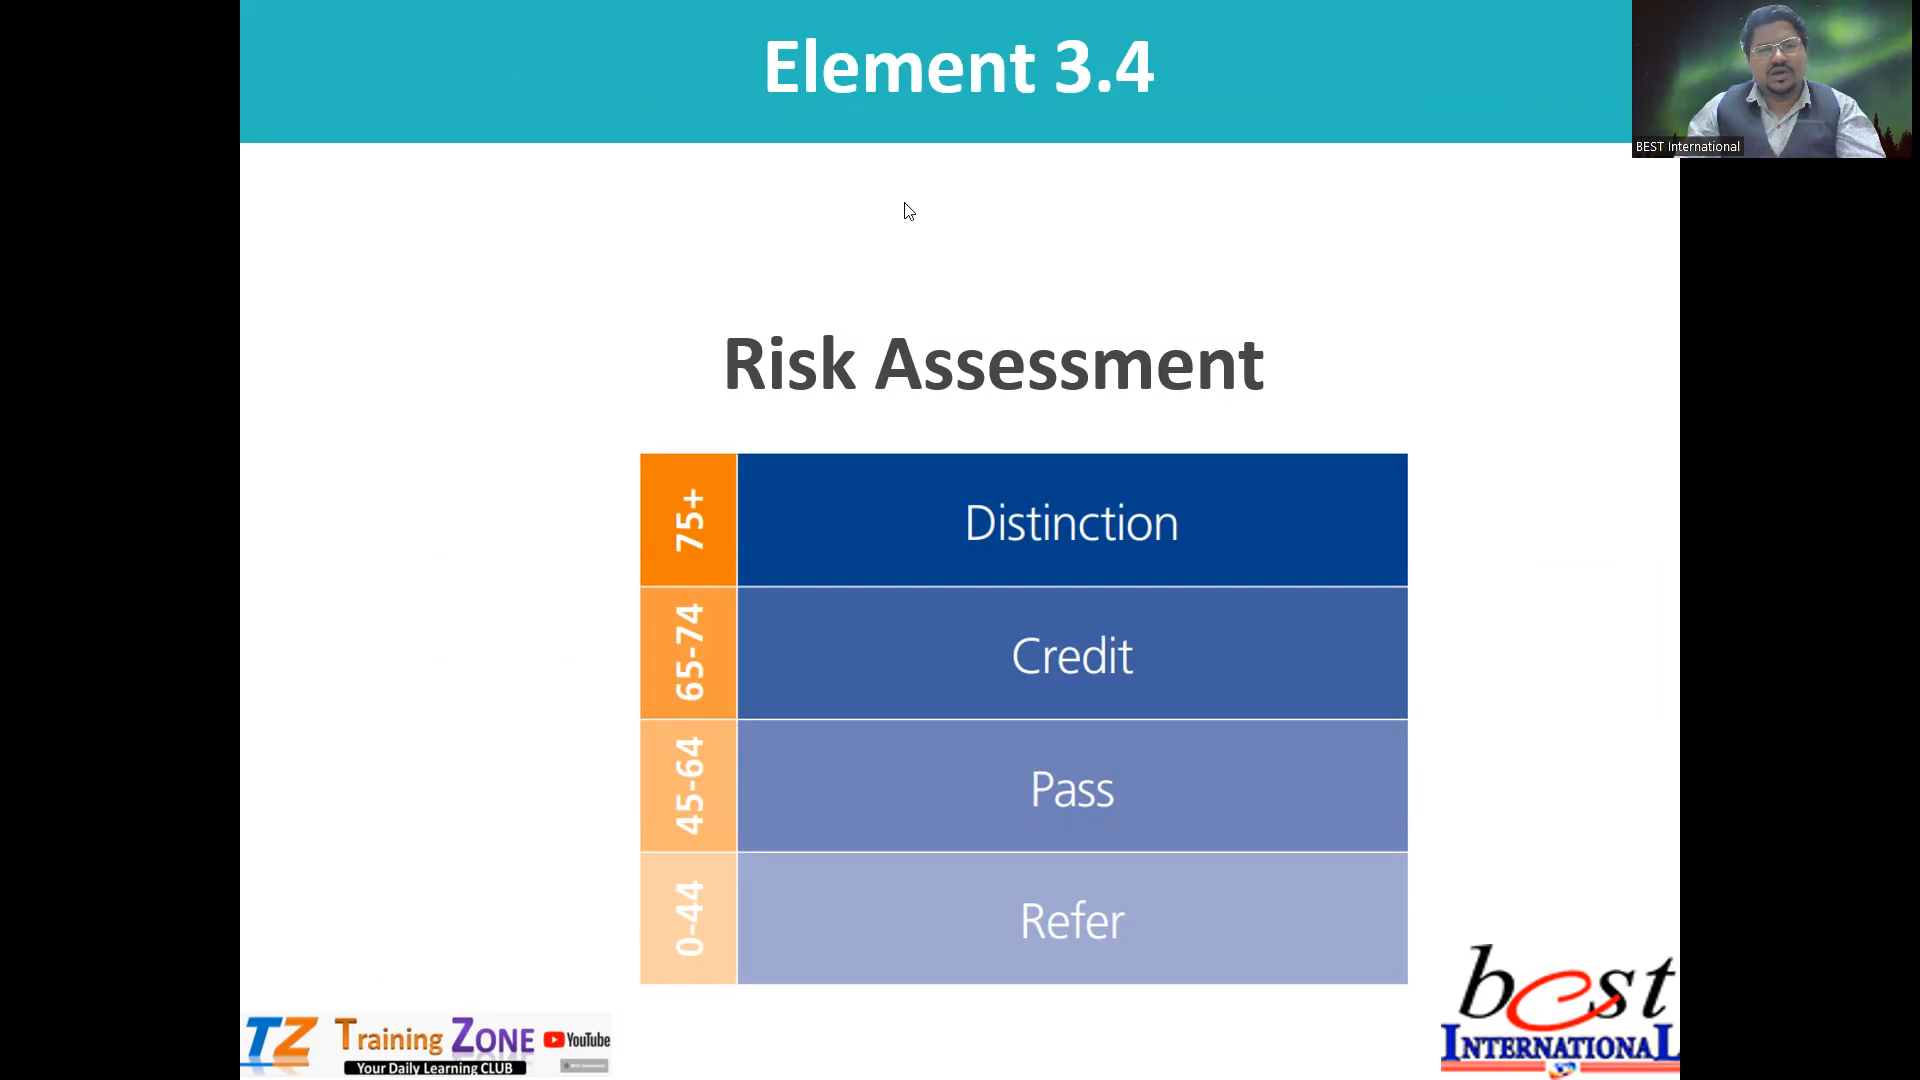 Element 3.4
BEST International
Risk Assessment
75+
Distinction
65-74
Credit
45-64
Pass
0-44
Refer
TZ Training ZONE YouTube
Your Daily Learning CLUB
best
INTERNATIONAL